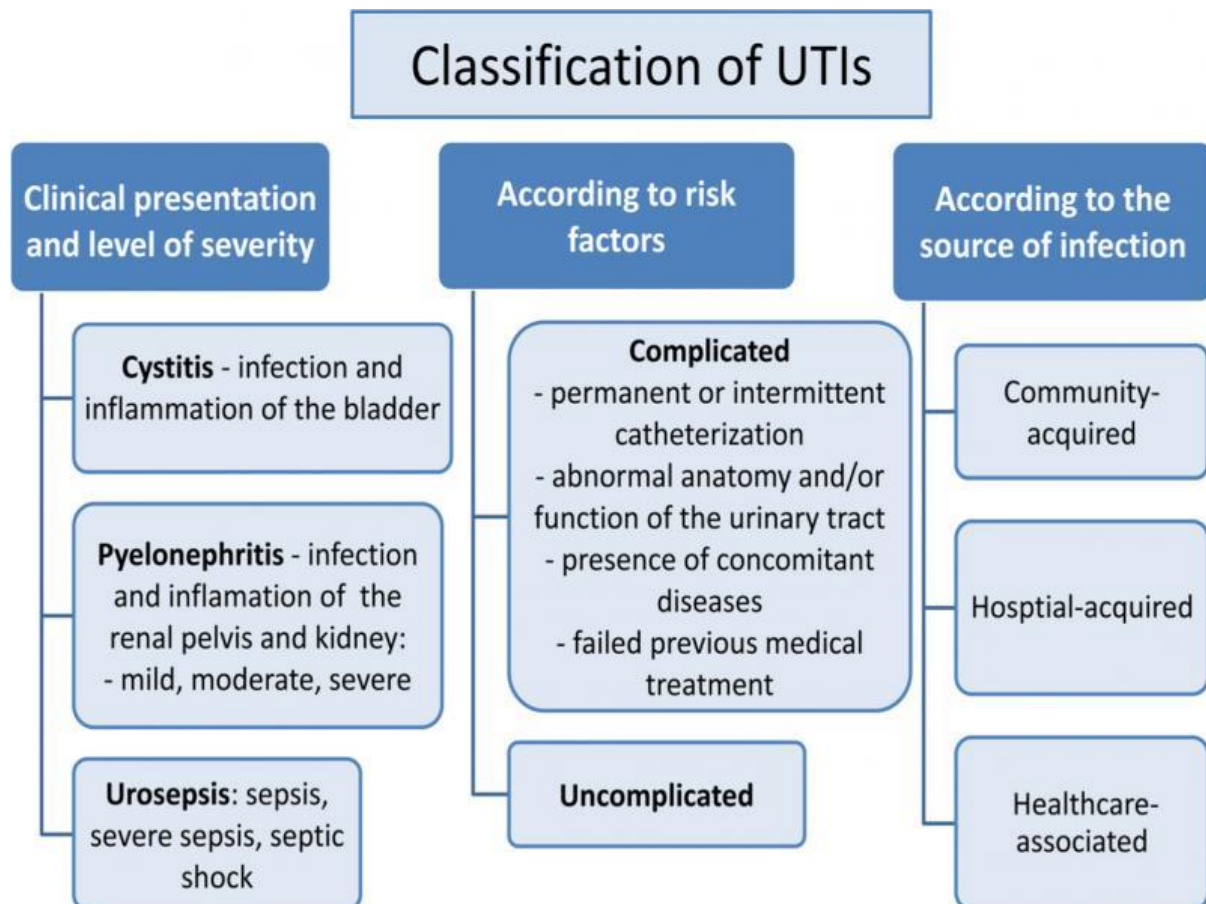 Classification of UTIs
Clinical presentation
and level of severity
Cystitis - infection and
inflammation of the bladder
Pyelonephritis - infection
and inflamation of the
renal pelvis and kidney:
- mild, moderate, severe
Urosepsis: sepsis,
severe sepsis, septic
shock
According to risk
factors
Complicated
- permanent or intermittent
catheterization
- abnormal anatomy and/or
function of the urinary tract
- presence of concomitant
diseases
- failed previous medical
treatment
Uncomplicated
According to the
source of infection
Community-
acquired
Hosptial-acquired
Healthcare-
associated